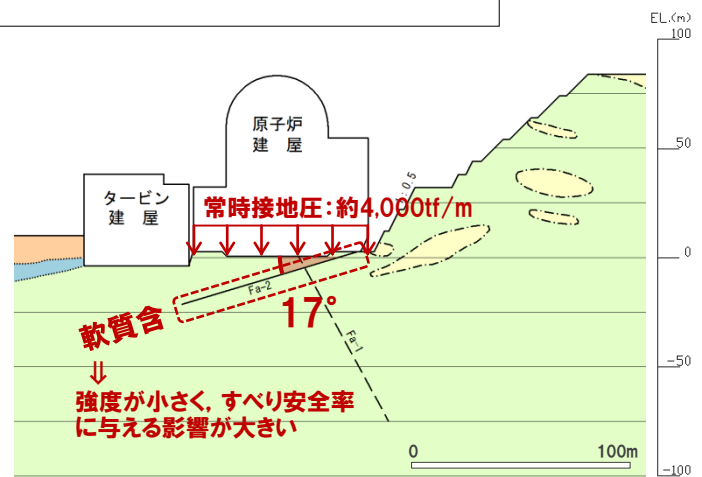 EL.(m)
100
原子炉
建 屋
50
タービン
建 屋
:0.5
常時接地圧:約4,000tf/m
0
Fa-2
17°
軟質含
Fa-1
⇓
-50
強度が小さく, すべり安全率
に与える影響が大きい
0
100m
-100